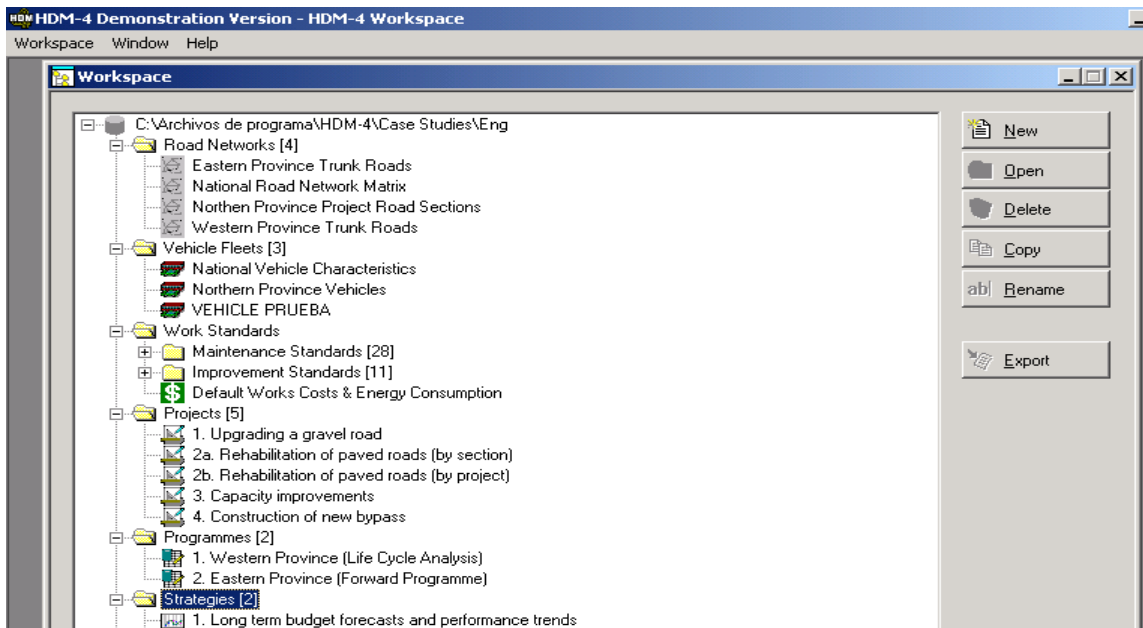 HDM-4 Demonstration Version - HDM-4 Workspace
Workspace Window Help
Workspace
C:\Archivos de programa\HDM-4\Case Studies\Eng
Road Networks [4]
Eastern Province Trunk Roads
National Road Network Matrix
Northen Province Project Road Sections
Western Province Trunk Roads
Vehicle Fleets [3]
National Vehicle Characteristics
Northern Province Vehicles
VEHICLE PRUEBA
Work Standards
Maintenance Standards [28]
Improvement Standards [11]
Default Works Costs & Energy Consumption
Projects [5]
1. Upgrading a gravel road
2a. Rehabilitation of paved roads (by section)
2b. Rehabilitation of paved roads (by project)
3. Capacity improvements
4. Construction of new bypass
Programmes [2]
1. Western Province (Life Cycle Analysis)
2. Eastern Province (Forward Programme)
Strategies [2]
1. Long term budget forecasts and performance trends
New
Open
Delete
Copy
Rename
Export